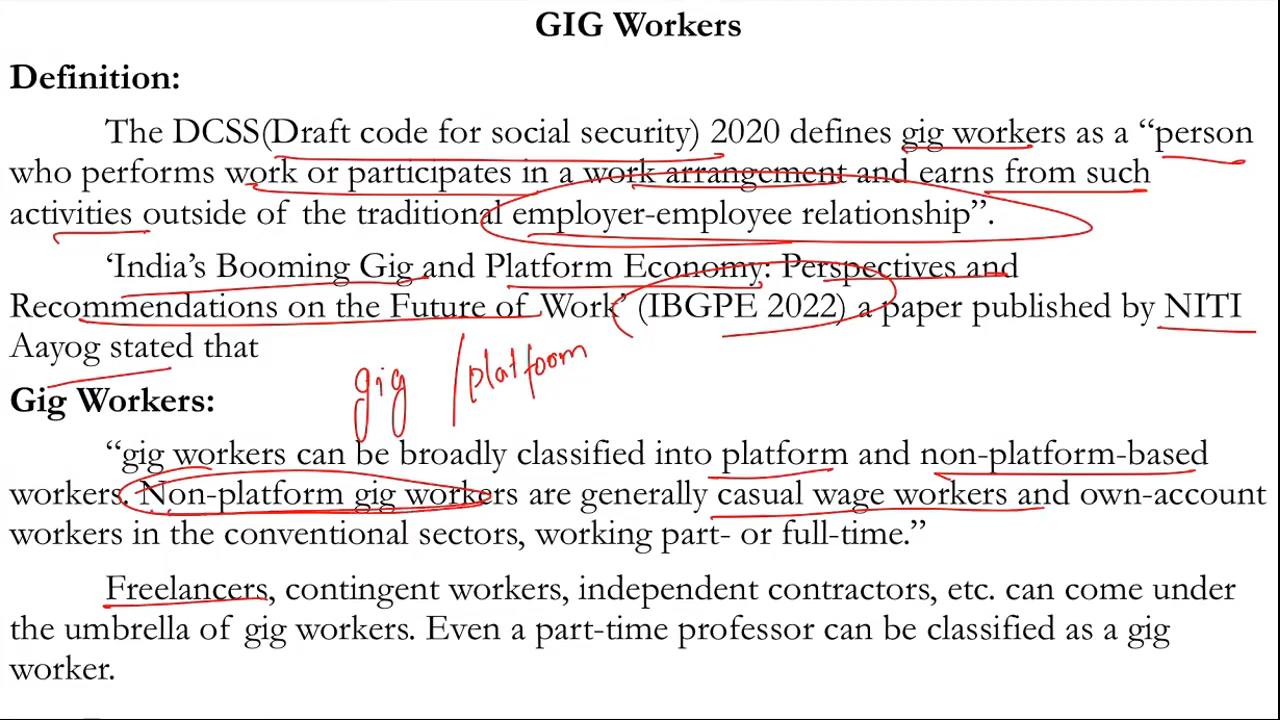 GIG Workers
Definition:
The DCSS(Draft code for social security) 2020 defines gig workers as a “person
who performs work or participates in a work arrangement and earns from such
activities outside of the traditional employer-employee relationship”.
‘India’s Booming Gig and Platform Economy: Perspectives and
Recommendations on the Future of Work’ (IBGPE 2022) a paper published by NITI
Aayog stated that
gig /platform
Gig Workers:
“gig workers can be broadly classified into platform and non-platform-based
workers. Non-platform gig workers are generally casual wage workers and own-account
workers in the conventional sectors, working part- or full-time.”
Freelancers, contingent workers, independent contractors, etc. can come under
the umbrella of gig workers. Even a part-time professor can be classified as a gig
worker.